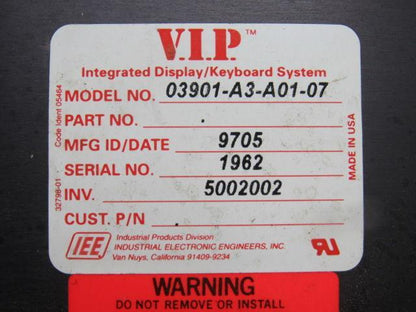 V.I.P.™
Integrated Display/Keyboard System
MODEL NO. 03901-A3-A01-07
PART NO.
MFG ID/DATE 9705
SERIAL NO. 1962
INV. 5002002
CUST. P/N
Code Ident 05464
32798-01
MADE IN USA
IEE
Industrial Products Division
INDUSTRIAL ELECTRONIC ENGINEERS, INC.
Van Nuys, California 91409-9234
WARNING
DO NOT REMOVE OR INSTALL